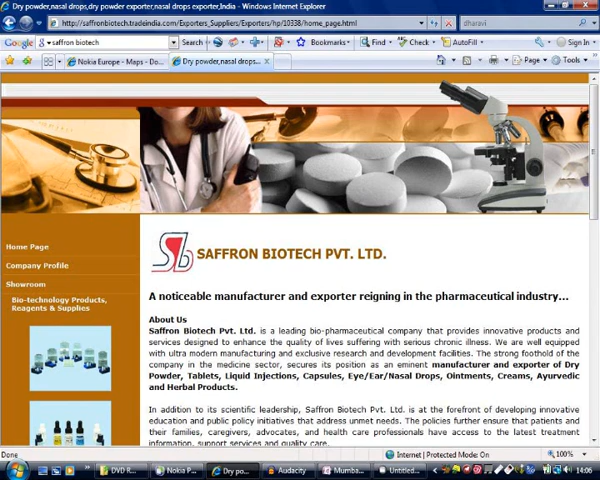 Dry powder,nasal drops,dry powder exporter,nasal drops exporter,India - Windows Internet Explorer
http://saffronbiotech.tradeindia.com/Exporters_Suppliers/Exporters/hp/10338/home_page.html
dharavi
Google
saffron biotech
Search
Bookmarks
Find
Check
AutoFill
Sign In
Nokia Europe - Maps - Do...
Dry powder,nasal drops...
Page
Tools
SAFFRON BIOTECH PVT. LTD.
Home Page
Company Profile
Showroom
Bio-technology Products,
Reagents & Supplies
A noticeable manufacturer and exporter reigning in the pharmaceutical industry...
About Us
Saffron Biotech Pvt. Ltd. is a leading bio-pharmaceutical company that provides innovative products and
services designed to enhance the quality of lives suffering with serious chronic illness. We are well equipped
with ultra modern manufacturing and exclusive research and development facilities. The strong foothold of
the company in the medicine sector, secures its position as an eminent manufacturer and exporter of Dry
Powder, Tablets, Liquid Injections, Capsules, Eye/Ear/Nasal Drops, Ointments, Creams, Ayurvedic
and Herbal Products.
In addition to its scientific leadership, Saffron Biotech Pvt. Ltd. is at the forefront of developing innovative
education and public policy initiatives that address unmet needs. The policies further ensure that patients and
their families, caregivers, advocates, and health care professionals have access to the latest treatment
information, support services and quality care.
Done
Internet | Protected Mode: On
100%
DVD R...
Nokia P...
Dry po...
Audacity
Mumba...
Untitled...
14:06